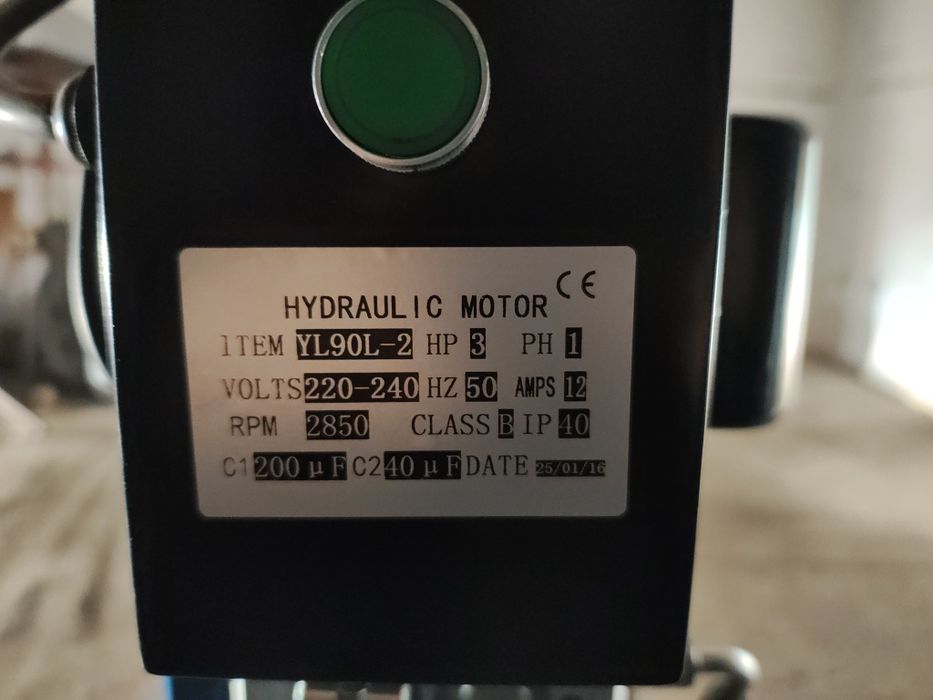 CE
HYDRAULIC MOTOR
1TEM YL90L-2 HP 3 PH 1
VOLTS 220-240 HZ 50 AMPS 12
RPM 2850 CLASS B IP 40
C1 200 μF C2 40 μF DATE 25/01/16